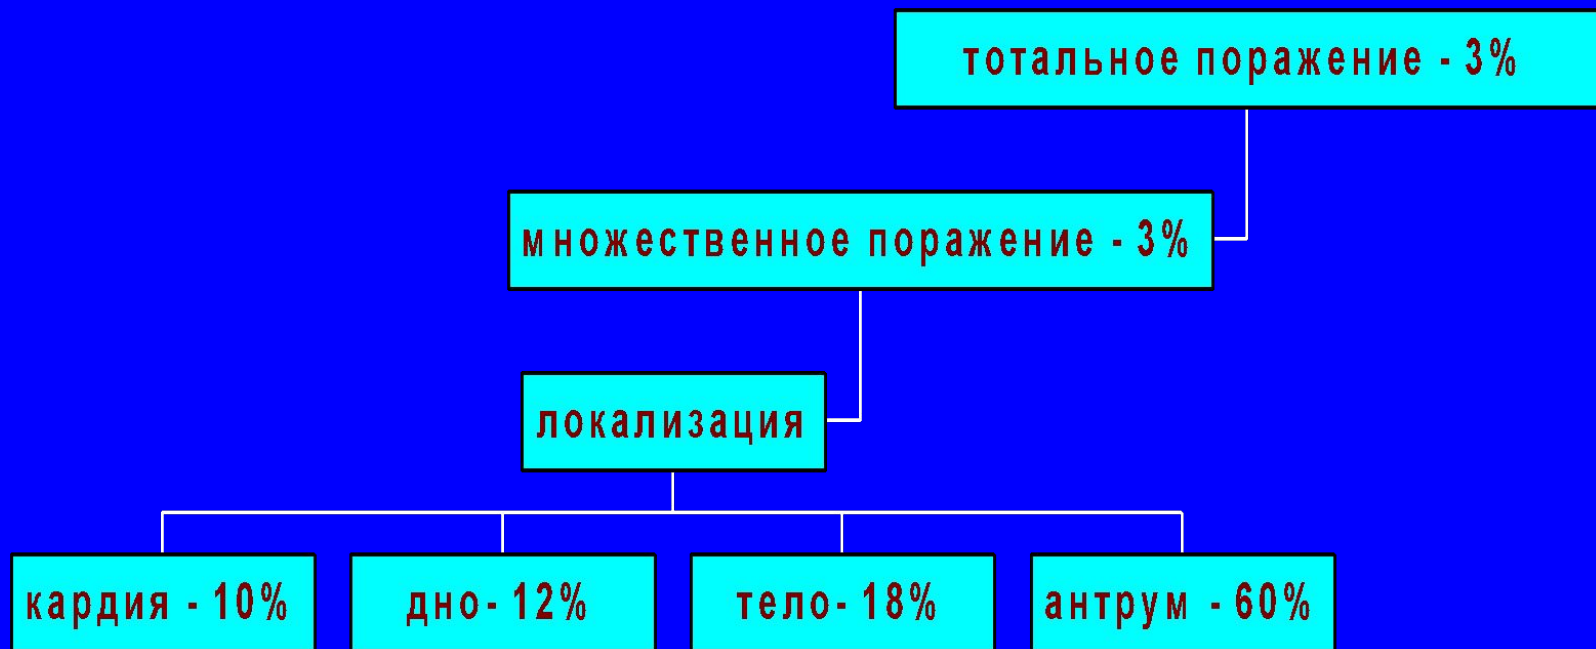 тотальное поражение - 3%
множественное поражение - 3%
локализация
кардия - 10%
дно- 12%
тело- 18%
антрум - 60%